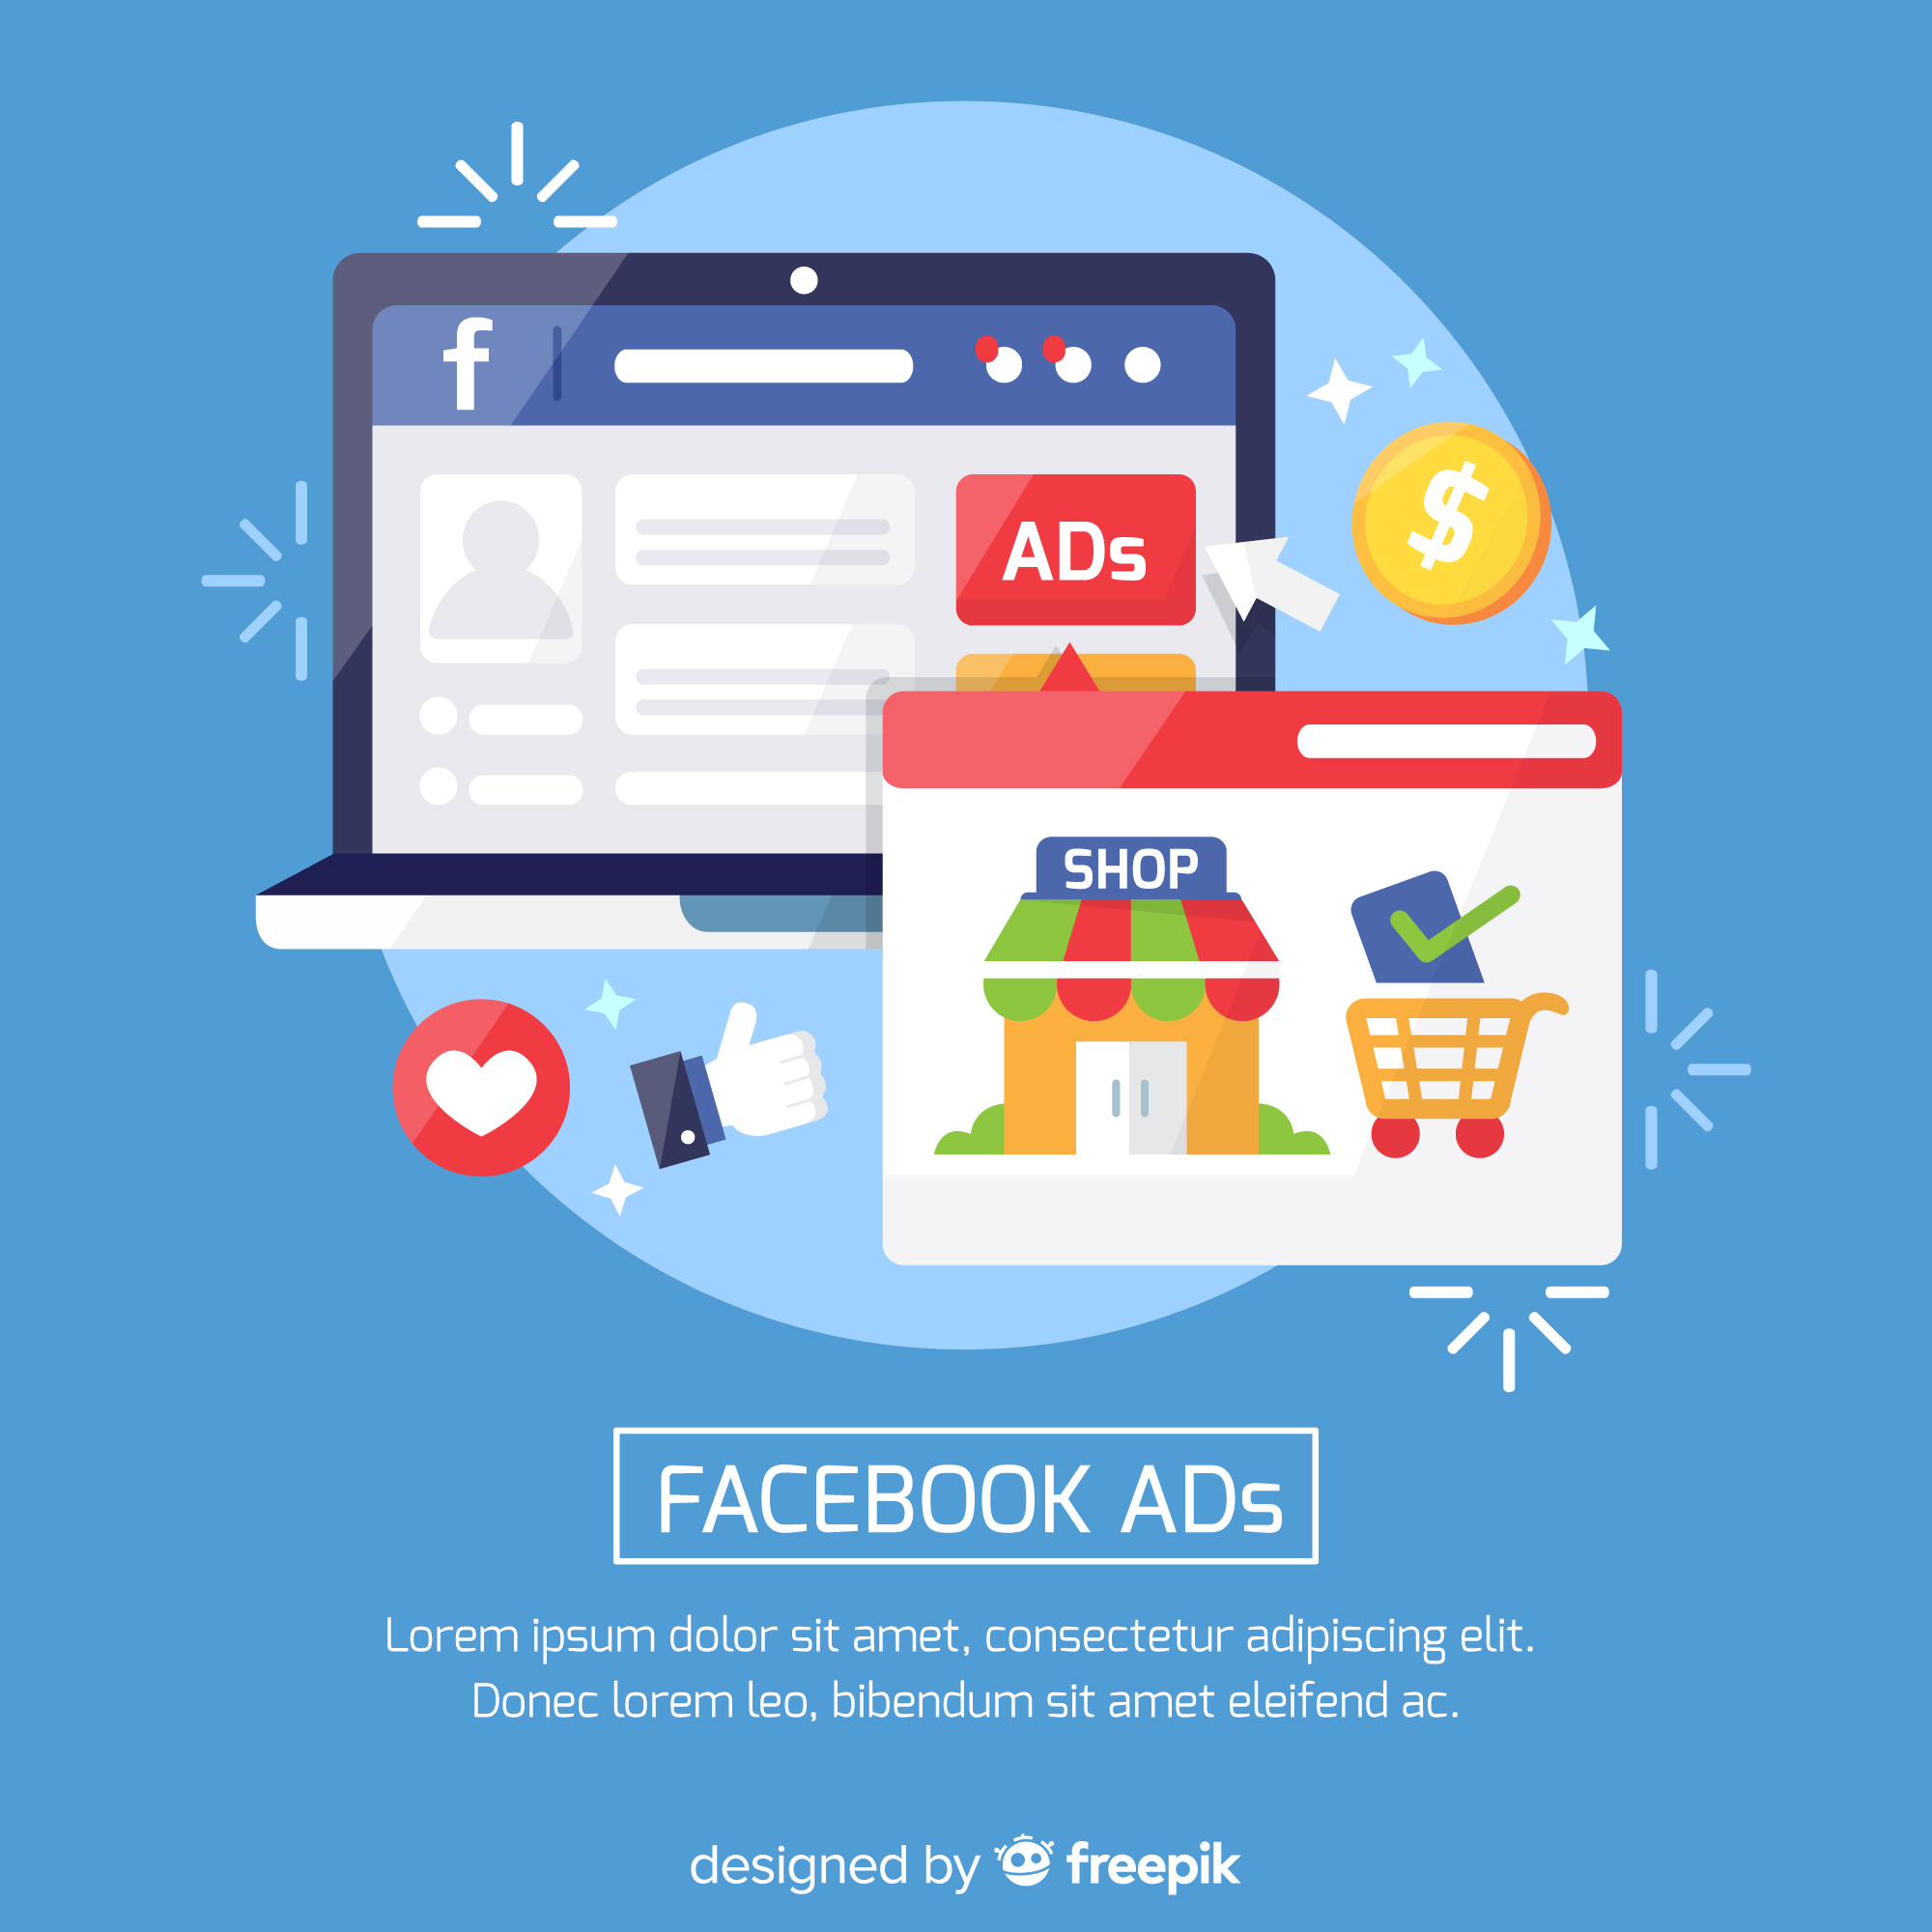 f
ADs
$
SHOP
FACEBOOK ADs
Lorem ipsum dolor sit amet, consectetur adipiscing elit.
Donec lorem leo, bibendum sit amet eleifend ac.
designed by freepik